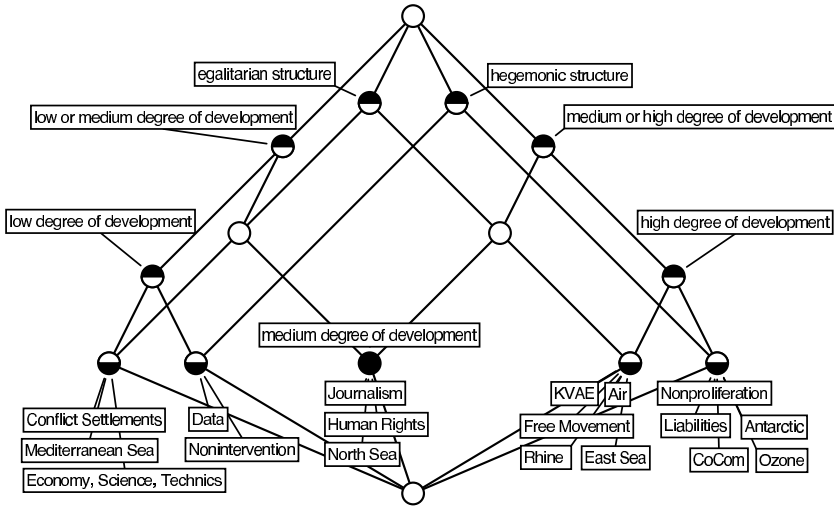 egalitarian structure
hegemonic structure
low or medium degree of development
medium or high degree of development
low degree of development
high degree of development
medium degree of development
Journalism
KVAE
Air
Nonproliferation
Conflict Settlements
Data
Human Rights
Free Movement
Liabilities
Antarctic
Mediterranean Sea
Nonintervention
North Sea
Rhine
East Sea
CoCom
Ozone
Economy, Science, Technics